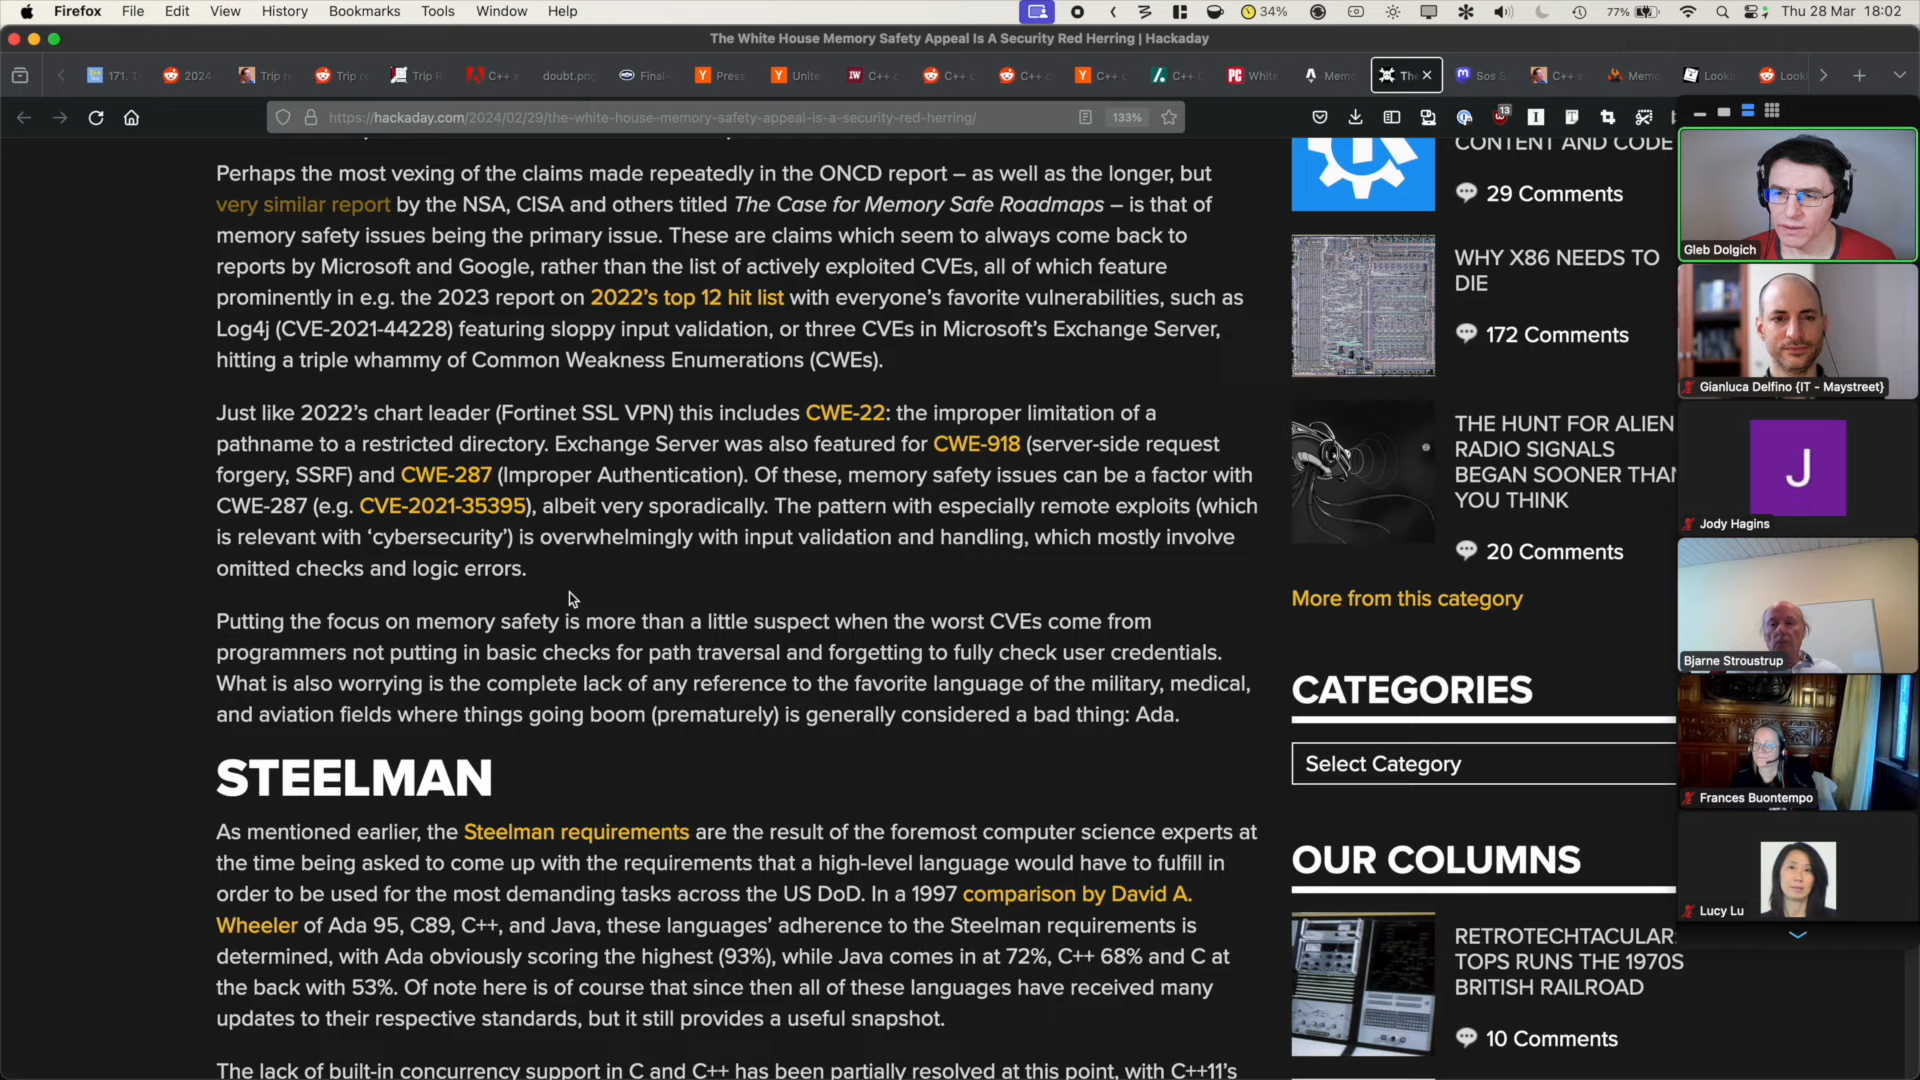 Firefox File Edit View History Bookmarks Tools Window Help
34% 77% Thu 28 Mar 18:02
The White House Memory Safety Appeal Is A Security Red Herring | Hackaday
171. T 2024 Trip r Trip r Trip R C++ a doubt.png Final- Press Unite C++ c C++ c C++ c C++ c C++ C White Memo The Sos S C++ s Memo Looki Looki
https://hackaday.com/2024/02/29/the-white-house-memory-safety-appeal-is-a-security-red-herring/ 133% 13
Perhaps the most vexing of the claims made repeatedly in the ONCD report – as well as the longer, but
very similar report by the NSA, CISA and others titled The Case for Memory Safe Roadmaps – is that of
memory safety issues being the primary issue. These are claims which seem to always come back to
reports by Microsoft and Google, rather than the list of actively exploited CVEs, all of which feature
prominently in e.g. the 2023 report on 2022's top 12 hit list with everyone's favorite vulnerabilities, such as
Log4j (CVE-2021-44228) featuring sloppy input validation, or three CVEs in Microsoft's Exchange Server,
hitting a triple whammy of Common Weakness Enumerations (CWEs).
Just like 2022's chart leader (Fortinet SSL VPN) this includes CWE-22: the improper limitation of a
pathname to a restricted directory. Exchange Server was also featured for CWE-918 (server-side request
forgery, SSRF) and CWE-287 (Improper Authentication). Of these, memory safety issues can be a factor with
CWE-287 (e.g. CVE-2021-35395), albeit very sporadically. The pattern with especially remote exploits (which
is relevant with 'cybersecurity') is overwhelmingly with input validation and handling, which mostly involve
omitted checks and logic errors.
Putting the focus on memory safety is more than a little suspect when the worst CVEs come from
programmers not putting in basic checks for path traversal and forgetting to fully check user credentials.
What is also worrying is the complete lack of any reference to the favorite language of the military, medical,
and aviation fields where things going boom (prematurely) is generally considered a bad thing: Ada.
STEELMAN
As mentioned earlier, the Steelman requirements are the result of the foremost computer science experts at
the time being asked to come up with the requirements that a high-level language would have to fulfill in
order to be used for the most demanding tasks across the US DoD. In a 1997 comparison by David A.
Wheeler of Ada 95, C89, C++, and Java, these languages' adherence to the Steelman requirements is
determined, with Ada obviously scoring the highest (93%), while Java comes in at 72%, C++ 68% and C at
the back with 53%. Of note here is of course that since then all of these languages have received many
updates to their respective standards, but it still provides a useful snapshot.
The lack of built-in concurrency support in C and C++ has been partially resolved at this point, with C++11's
CONTENT AND CODE
29 Comments
WHY X86 NEEDS TO
DIE
172 Comments
THE HUNT FOR ALIEN
RADIO SIGNALS
BEGAN SOONER THAN
YOU THINK
20 Comments
More from this category
CATEGORIES
Select Category
OUR COLUMNS
RETROTECHTACULAR:
TOPS RUNS THE 1970S
BRITISH RAILROAD
10 Comments
Gleb Dolgich
Gianluca Delfino {IT - Maystreet}
J
Jody Hagins
Bjarne Stroustrup
Frances Buontempo
Lucy Lu